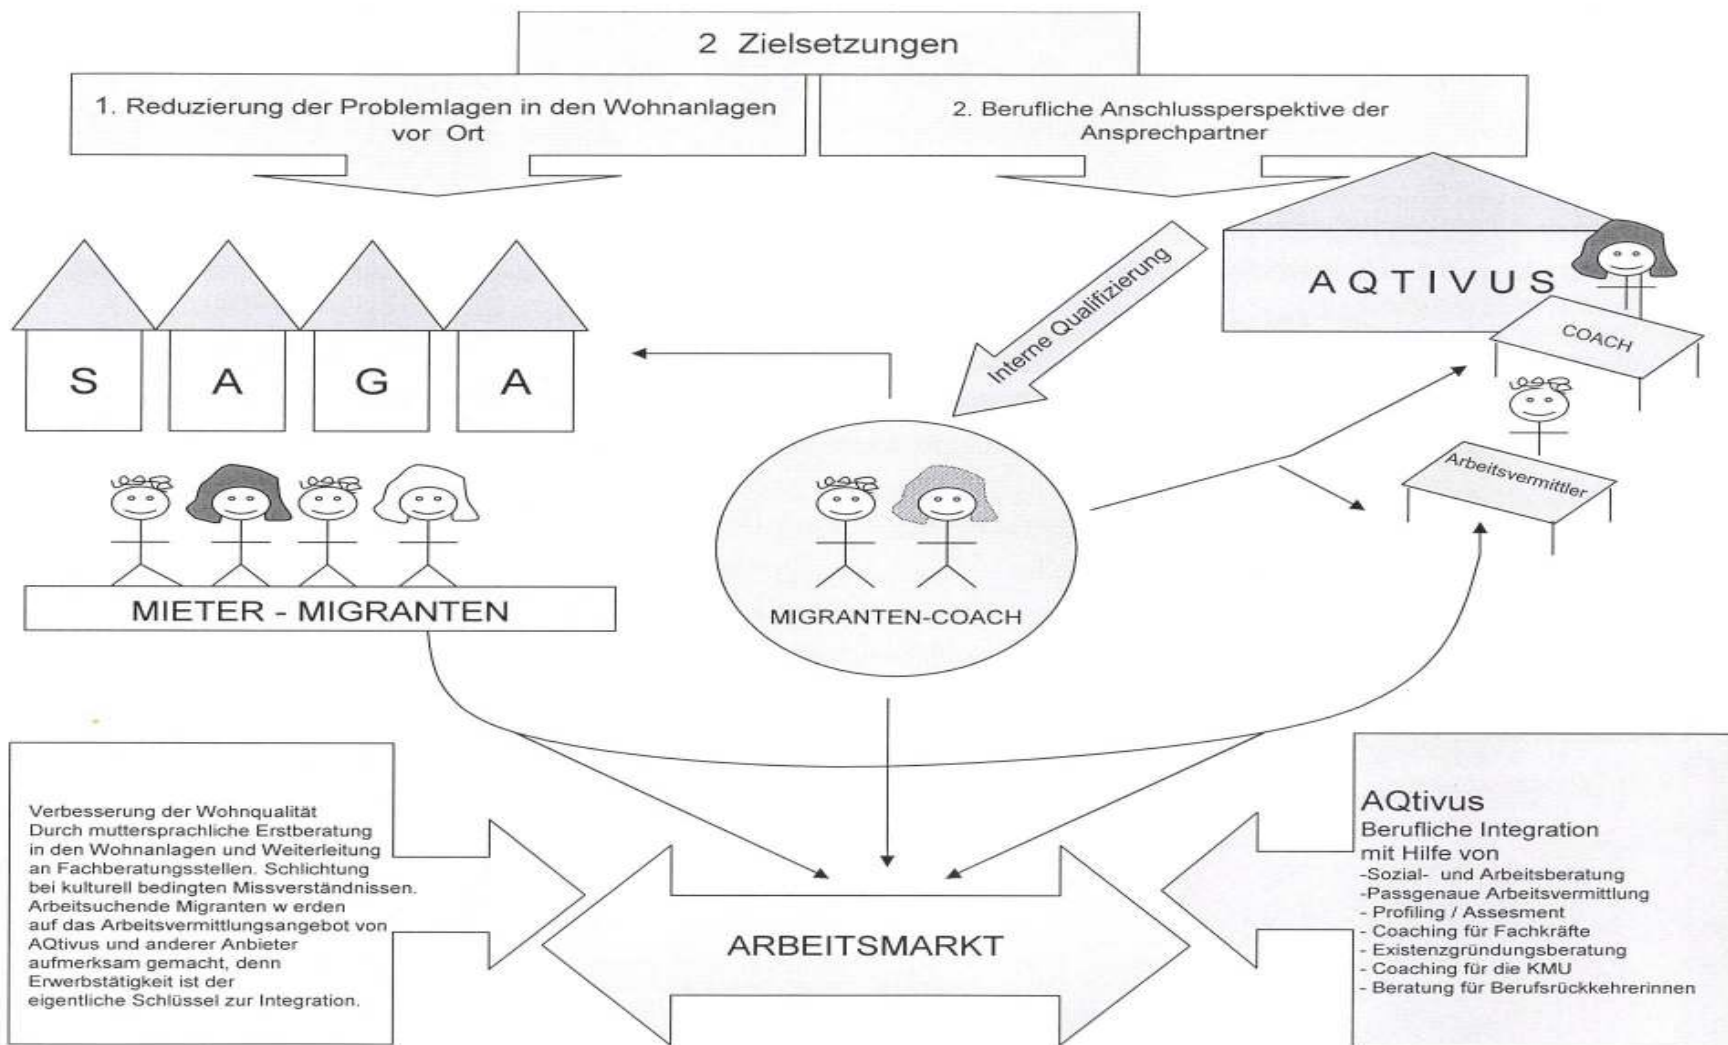 2 Zielsetzungen
1. Reduzierung der Problemlagen in den Wohnanlagen
vor Ort
2. Berufliche Anschlussperspektive der
Ansprechpartner
S A G A
Interne Qualifizierung
AQTIVUS
COACH
Arbeitsvermittler
MIETER - MIGRANTEN
MIGRANTEN-COACH
Verbesserung der Wohnqualität
Durch muttersprachliche Erstberatung
in den Wohnanlagen und Weiterleitung
an Fachberatungsstellen. Schlichtung
bei kulturell bedingten Missverständnissen.
Arbeitsuchende Migranten w erden
auf das Arbeitsvermittlungsangebot von
AQtivus und anderer Anbieter
aufmerksam gemacht, denn
Erwerbstätigkeit ist der
eigentliche Schlüssel zur Integration.
ARBEITSMARKT
AQtivus
Berufliche Integration
mit Hilfe von
-Sozial- und Arbeitsberatung
-Passgenaue Arbeitsvermittlung
- Profiling / Assesment
- Coaching für Fachkräfte
- Existenzgründungsberatung
- Coaching für die KMU
- Beratung für Berufsrückkehrerinnen